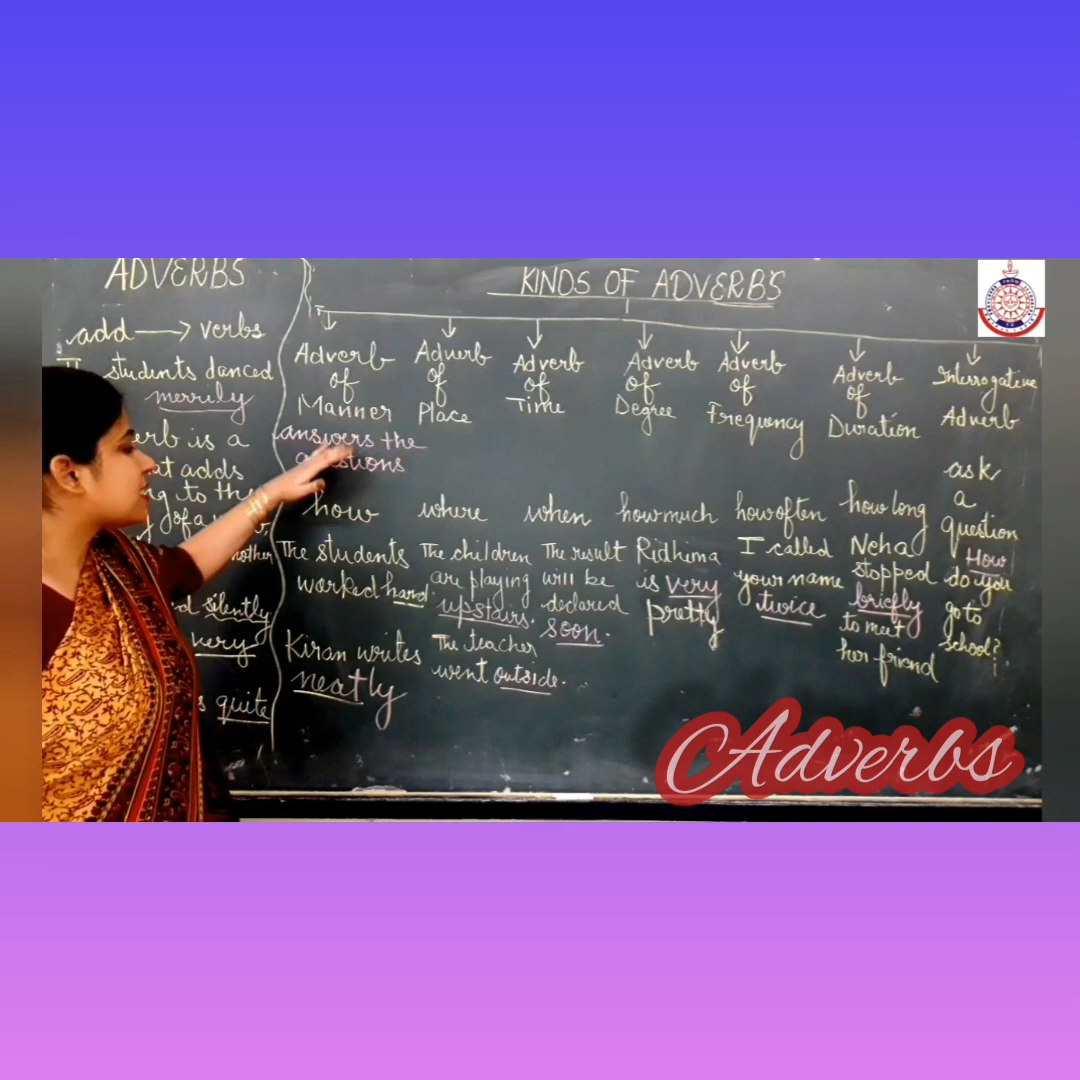 ADVERBS
add → verbs
students danced
merrily
erb is a
at adds
ng to the
of a
nother
d silently
very
s quite
KINDS OF ADVERBS
Adverb
of
Manner
answers the
questions
how
The students
worked hard.
Kiran writes
neatly
Adverb
of
Place
where
The children
are playing
upstairs.
The teacher
went outside.
Adverb
of
Time
when
The result
will be
declared
soon.
Adverb
of
Degree
how much
Ridhima
is very
pretty
Adverb
of
Frequency
how often
I called
your name
twice
Adverb
of
Duration
how long
Neha
stopped
briefly
to meet
her friend
Interrogative
Adverb
ask
a
question
How
do you
go to
School?
Adverbs